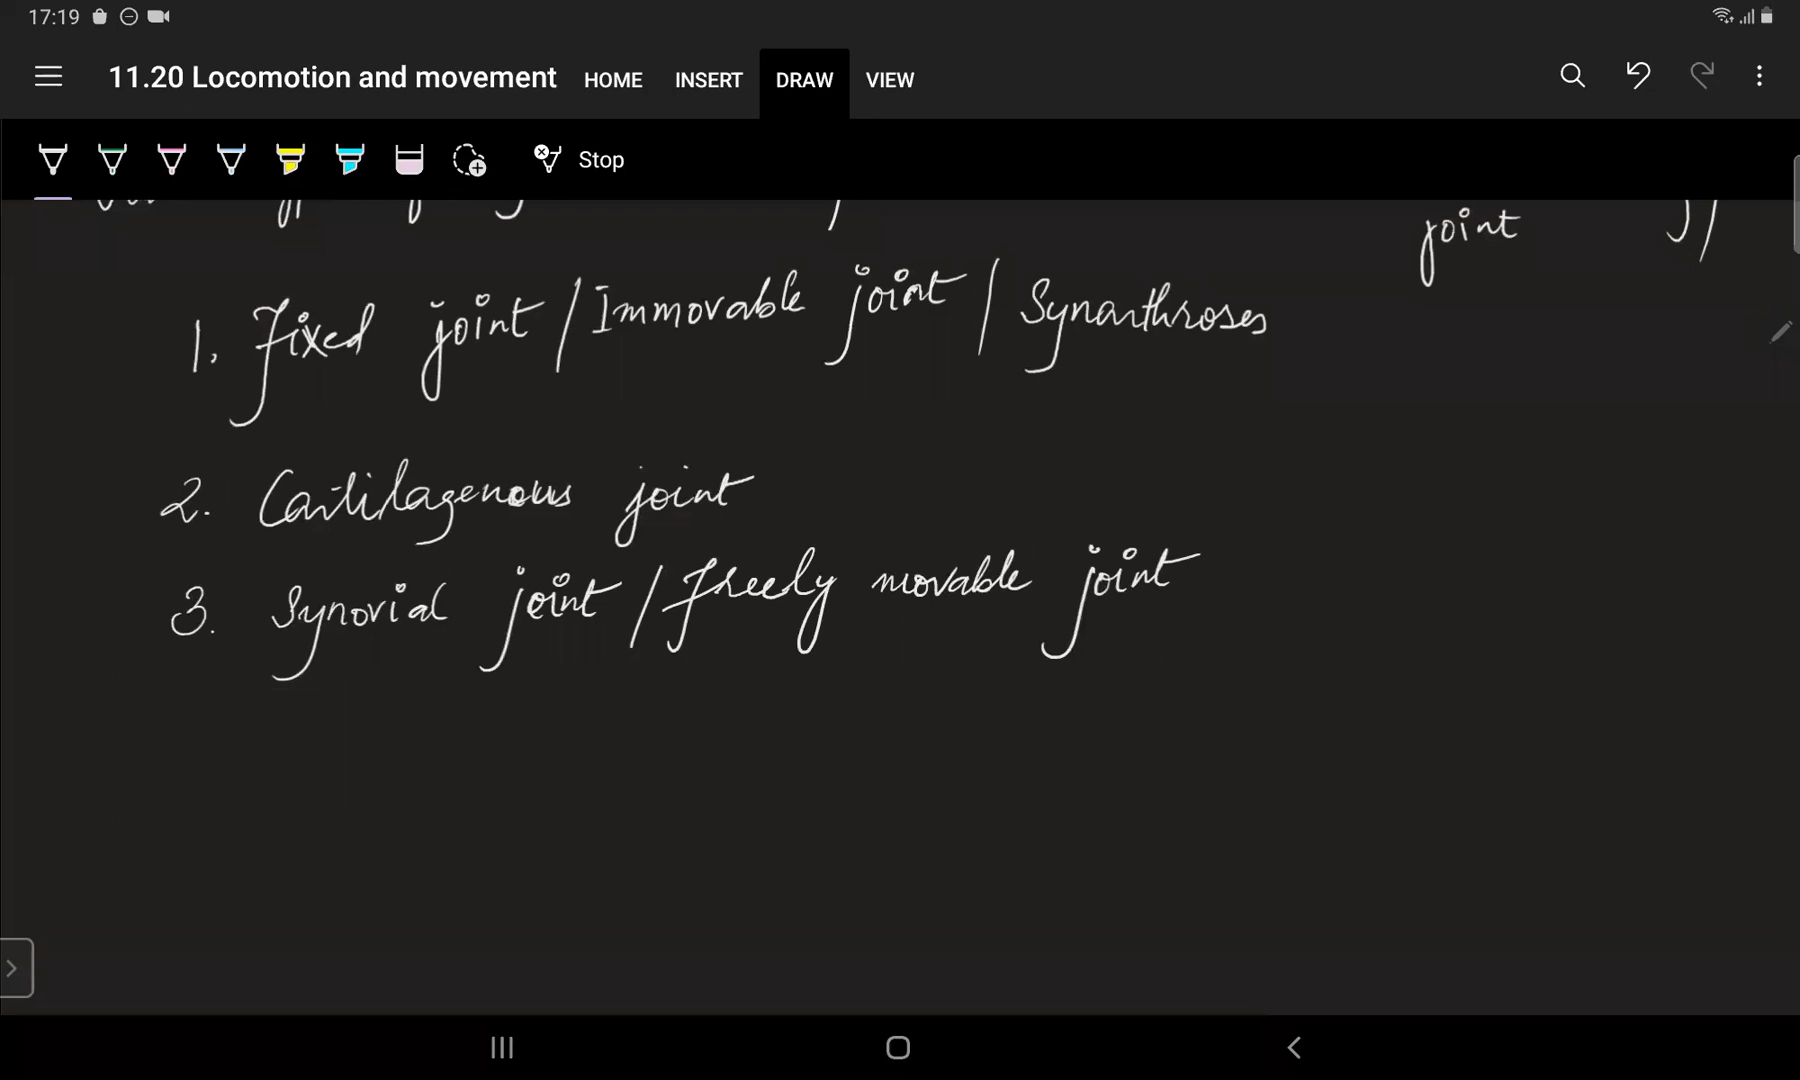 17:19
11.20 Locomotion and movement HOME INSERT DRAW VIEW
Stop
joint
1. Fixed joint / Immovable joint / Synarthroses
2. Cartilagenous joint
3. Synovial joint / Freely movable joint